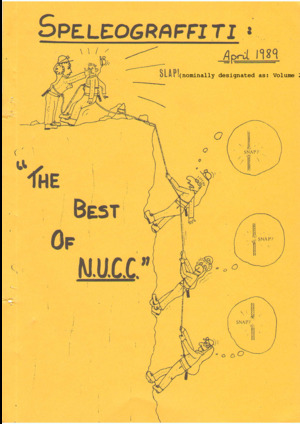 SPELEOGRAFFITI:
April 1989
SLAP! (nominally designated as: Volume
"THE
BEST
OF
N.U.C.C."
SNAP!
SNAP!
SNAP!